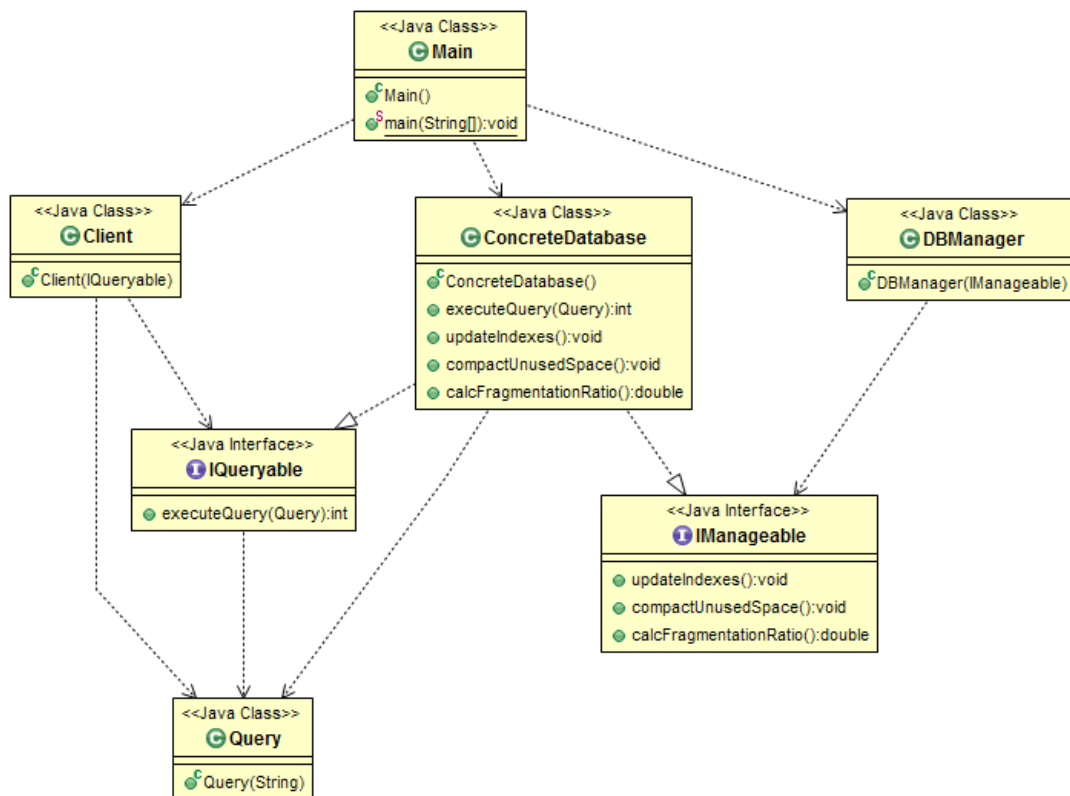 <<Java Class>>
Main
Main()
main(String[]):void
<<Java Class>>
Client
Client(IQueryable)
<<Java Class>>
ConcreteDatabase
ConcreteDatabase()
executeQuery(Query):int
updateIndexes():void
compactUnusedSpace():void
calcFragmentationRatio():double
<<Java Class>>
DBManager
DBManager(IManageable)
<<Java Interface>>
IQueryable
executeQuery(Query):int
<<Java Interface>>
IManageable
updateIndexes():void
compactUnusedSpace():void
calcFragmentationRatio():double
<<Java Class>>
Query
Query(String)